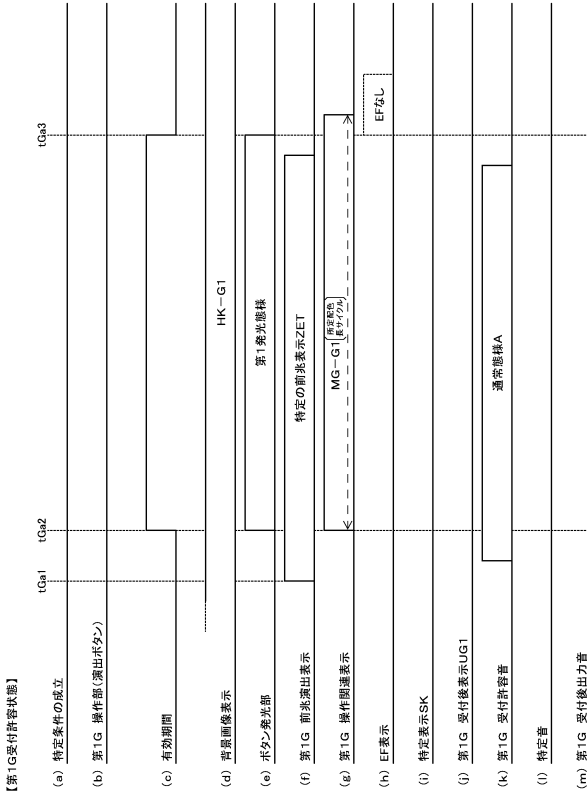 【第1G受付許容状態】
tGa1
tGa2
tGa3
(a) 特定条件の成立
(b) 第1G 操作部(演出ボタン)
(c) 有効期間
(d) 背景画像表示
HK-G1
(e) ボタン発光部
第1発光態様
(f) 第1G 前兆演出表示
特定の前兆表示ZET
(g) 第1G 操作関連表示
MG-G1
所定配色
長サイクル
(h) EF表示
EFなし
(i) 特定表示SK
(j) 第1G 受付後表示UG1
(k) 第1G 受付許容音
通常態様A
(l) 特定音
(m) 第1G 受付後出力音